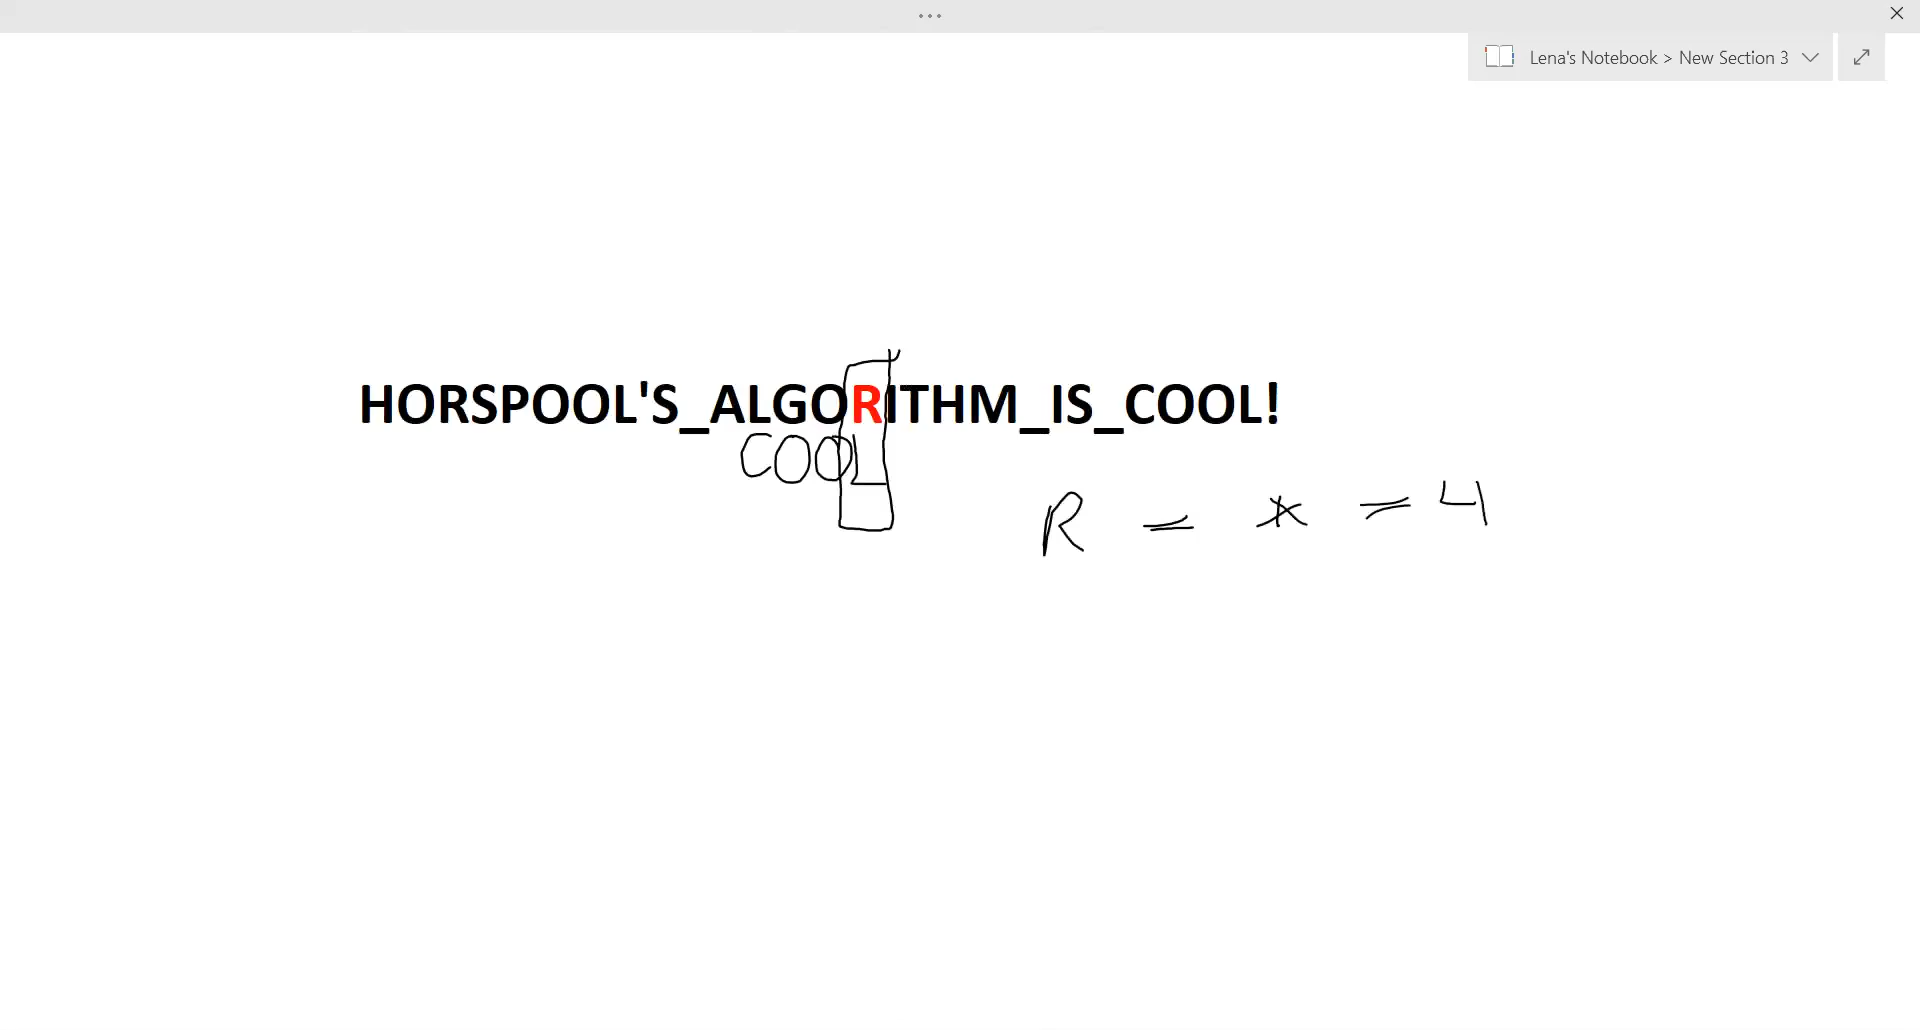 Lena's Notebook > New Section 3
HORSPOOL'S_ALGORITHM_IS_COOL!
COOL
R = * = 4